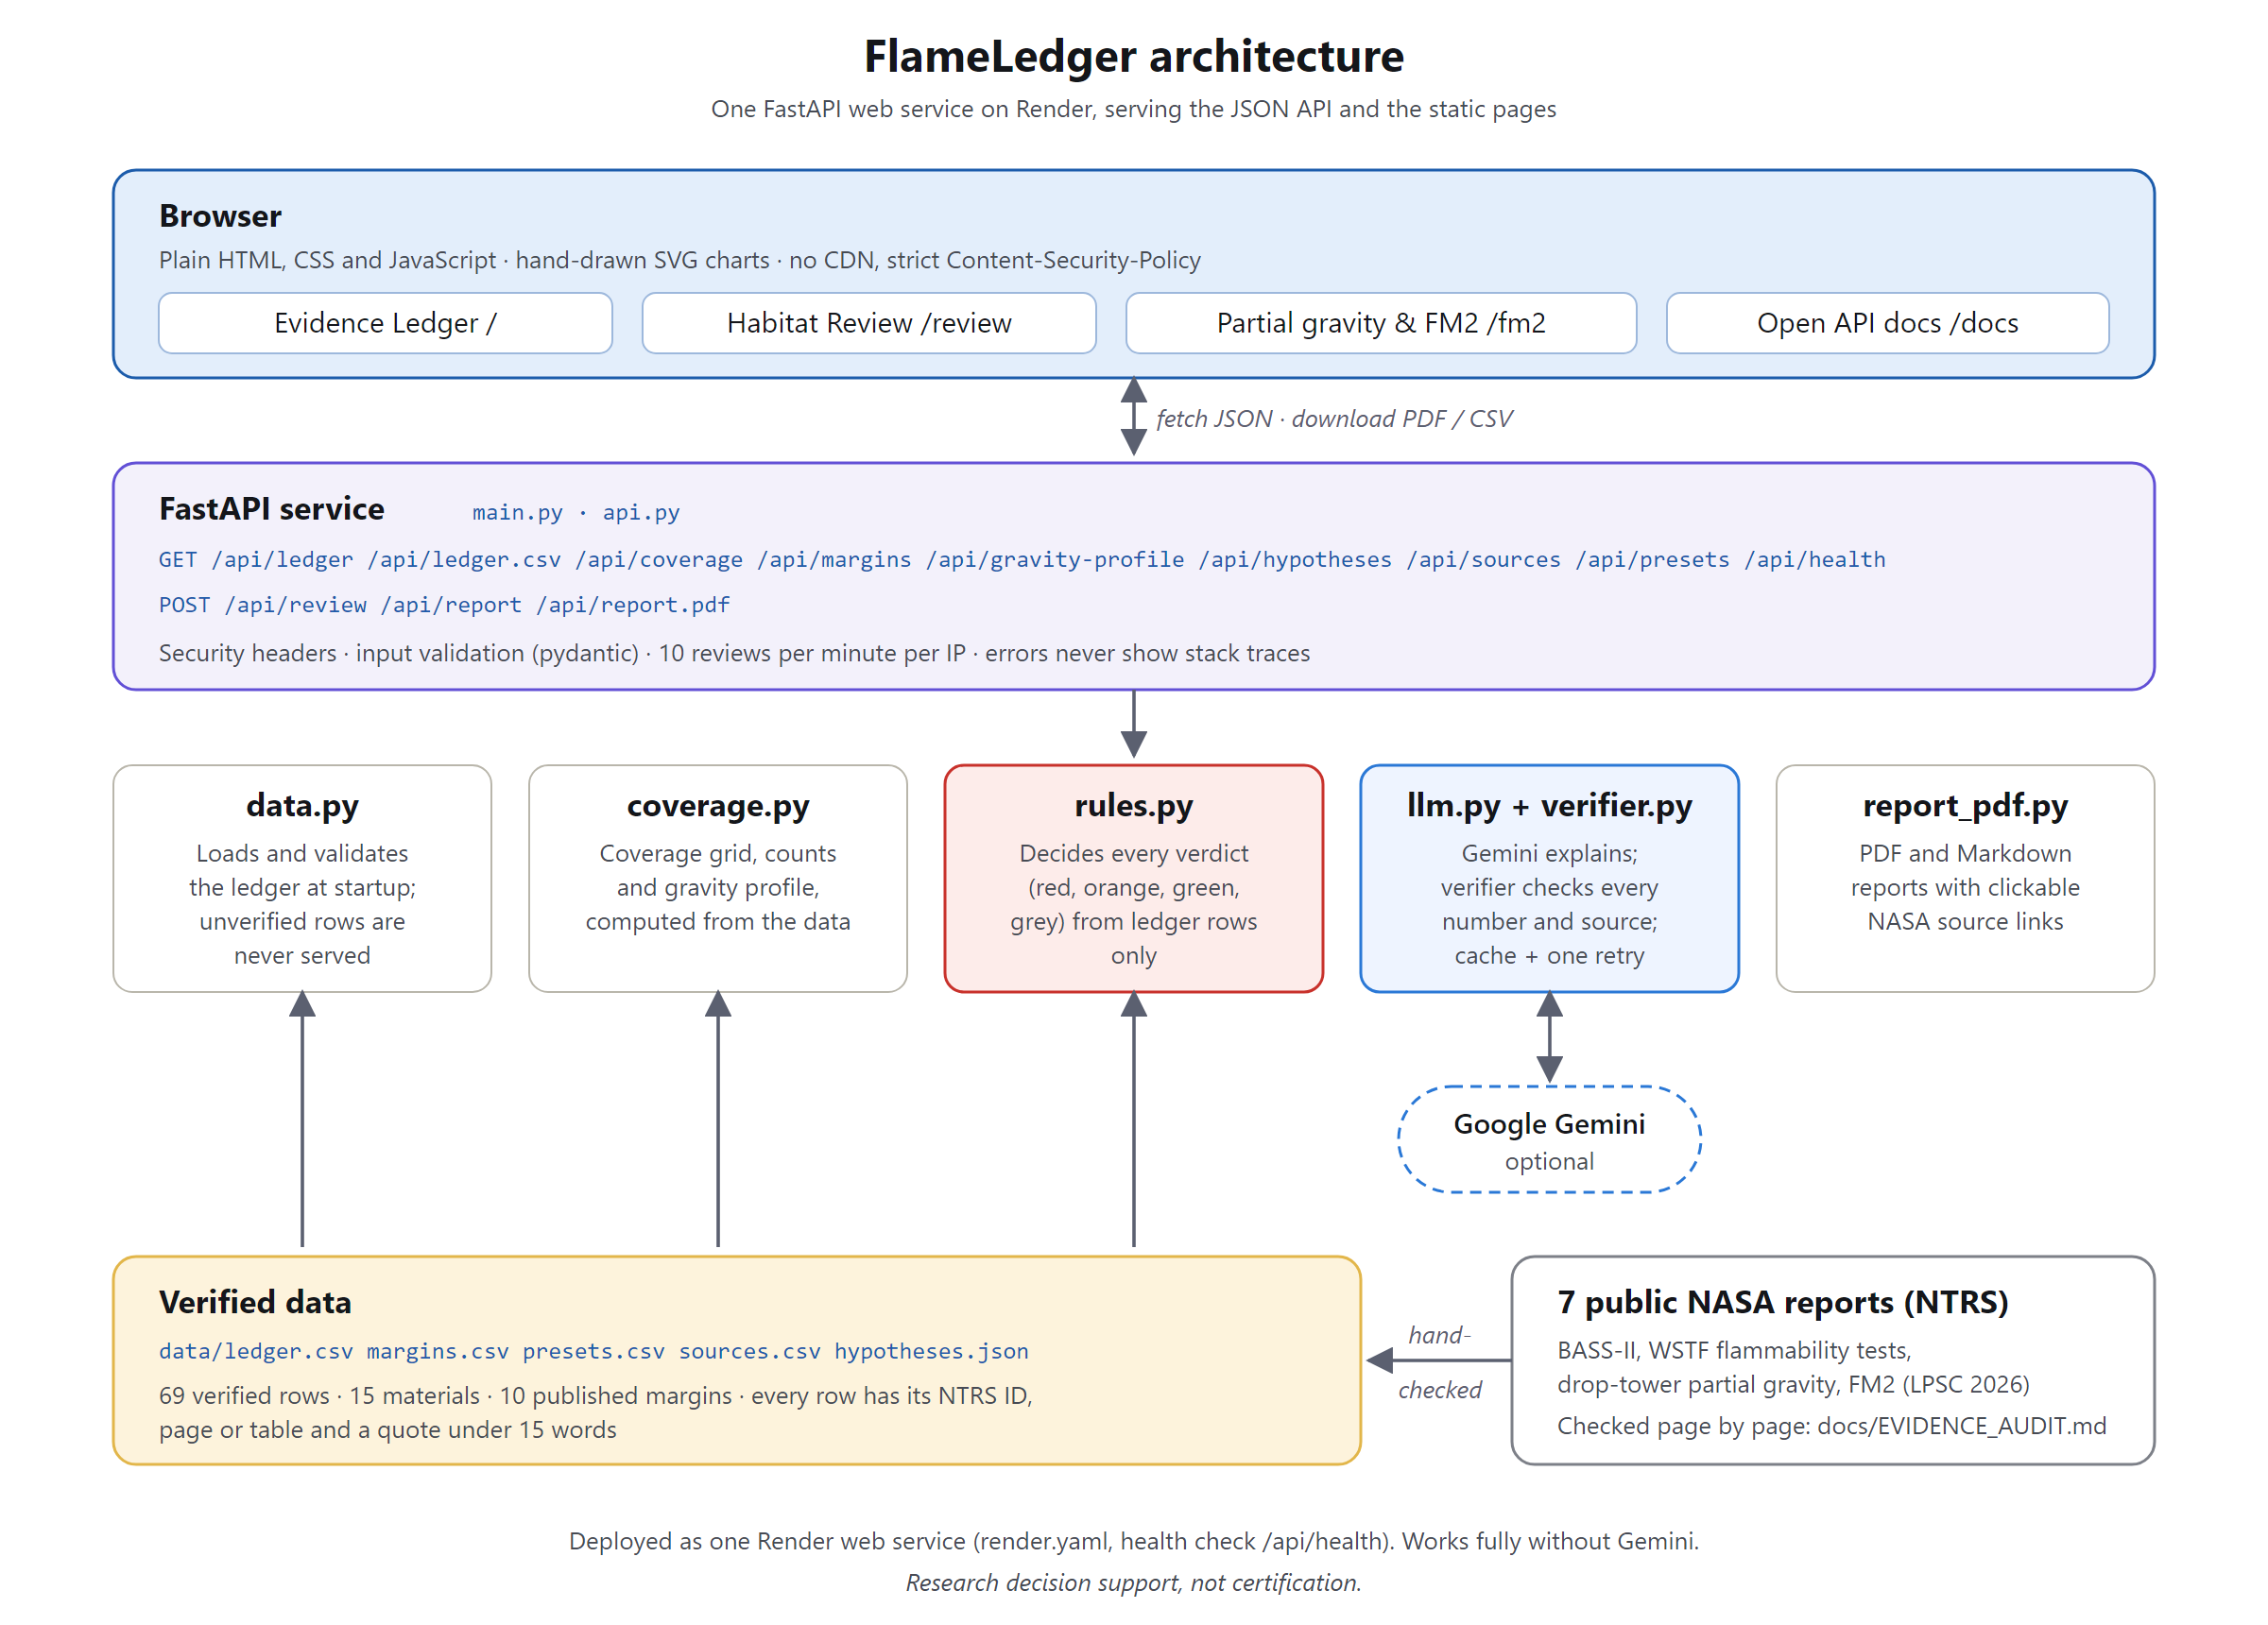 FlameLedger architecture
One FastAPI web service on Render, serving the JSON API and the static pages
Browser
Plain HTML, CSS and JavaScript · hand-drawn SVG charts · no CDN, strict Content-Security-Policy
Evidence Ledger /
Habitat Review /review
Partial gravity & FM2 /fm2
Open API docs /docs
fetch JSON · download PDF / CSV
FastAPI service
main.py · api.py
GET /api/ledger /api/ledger.csv /api/coverage /api/margins /api/gravity-profile /api/hypotheses /api/sources /api/presets /api/health
POST /api/review /api/report /api/report.pdf
Security headers · input validation (pydantic) · 10 reviews per minute per IP · errors never show stack traces
data.py
Loads and validates
the ledger at startup;
unverified rows are
never served
coverage.py
Coverage grid, counts
and gravity profile,
computed from the data
rules.py
Decides every verdict
(red, orange, green,
grey) from ledger rows
only
llm.py + verifier.py
Gemini explains;
verifier checks every
number and source;
cache + one retry
report_pdf.py
PDF and Markdown
reports with clickable
NASA source links
Google Gemini
optional
Verified data
data/ledger.csv margins.csv presets.csv sources.csv hypotheses.json
69 verified rows · 15 materials · 10 published margins · every row has its NTRS ID,
page or table and a quote under 15 words
hand-
checked
7 public NASA reports (NTRS)
BASS-II, WSTF flammability tests,
drop-tower partial gravity, FM2 (LPSC 2026)
Checked page by page: docs/EVIDENCE_AUDIT.md
Deployed as one Render web service (render.yaml, health check /api/health). Works fully without Gemini.
Research decision support, not certification.